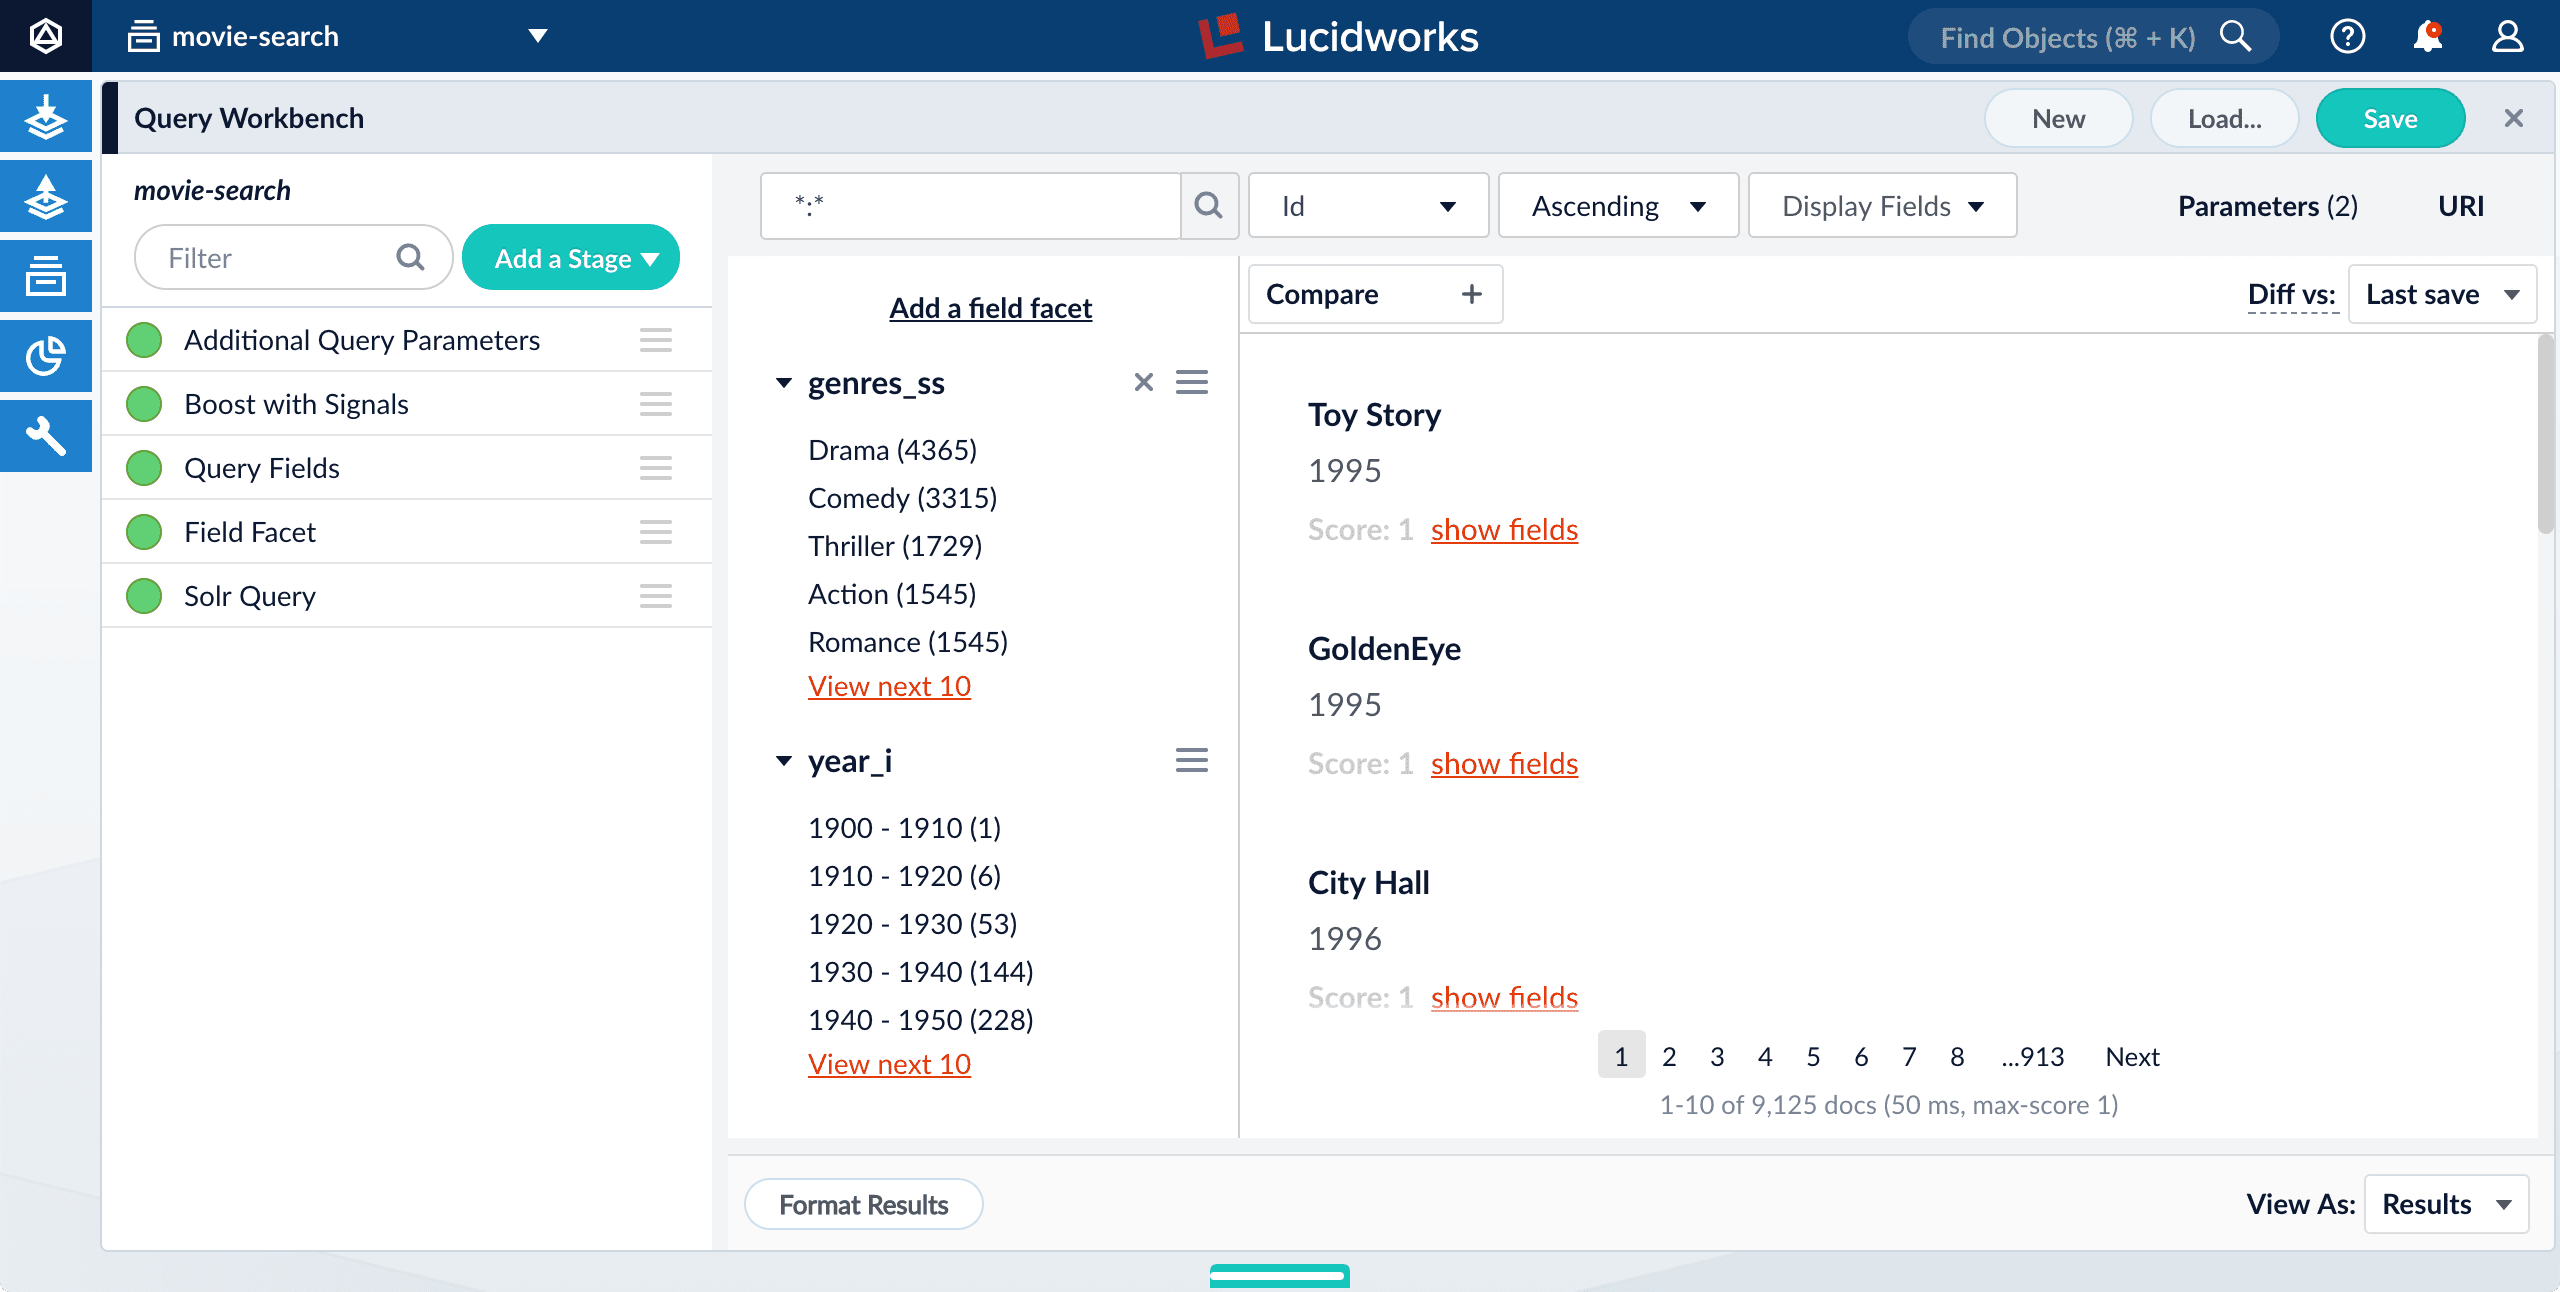 movie-search
Lucidworks
Find Objects (⌘ + K)
Query Workbench
New
Load...
Save
movie-search
Filter
Add a Stage
Additional Query Parameters
Boost with Signals
Query Fields
Field Facet
Solr Query
*:*
Id
Ascending
Display Fields
Parameters (2)
URI
Add a field facet
genres_ss
Drama (4365)
Comedy (3315)
Thriller (1729)
Action (1545)
Romance (1545)
View next 10
year_i
1900 - 1910 (1)
1910 - 1920 (6)
1920 - 1930 (53)
1930 - 1940 (144)
1940 - 1950 (228)
View next 10
Compare +
Diff vs:
Last save
Toy Story
1995
Score: 1 show fields
GoldenEye
1995
Score: 1 show fields
City Hall
1996
Score: 1 show fields
1 2 3 4 5 6 7 8 ...913 Next
1-10 of 9,125 docs (50 ms, max-score 1)
Format Results
View As:
Results